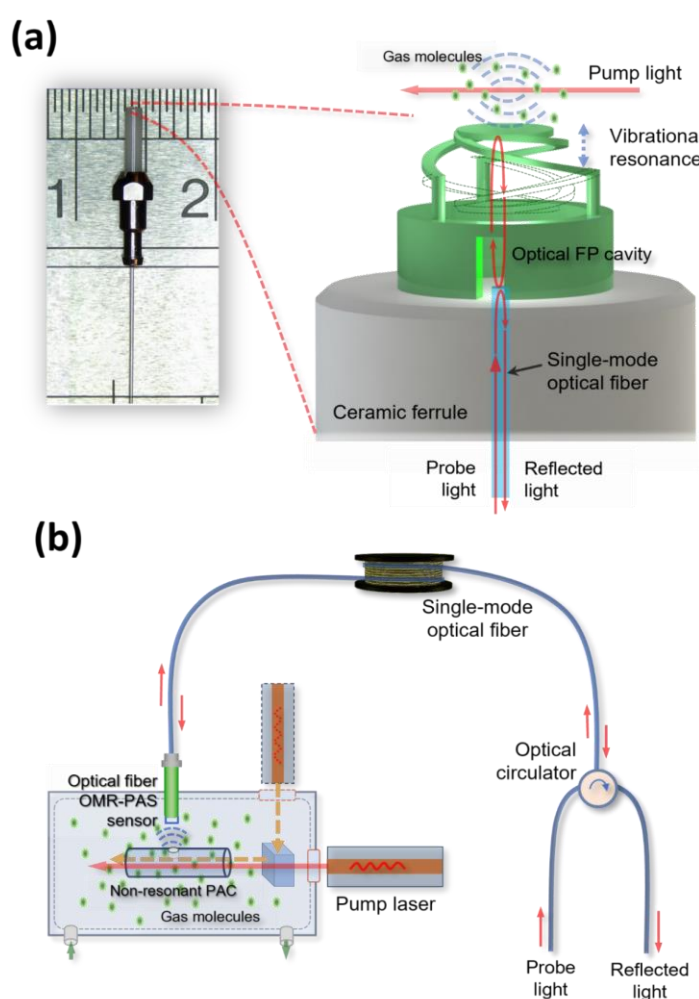 (a)
Gas molecules
Pump light
Vibrational
resonance
1
2
Optical FP cavity
Single-mode
optical fiber
Ceramic ferrule
Probe
light
Reflected
light
(b)
Single-mode
optical fiber
Optical fiber
OMR-PAS
sensor
Optical
circulator
Non-resonant PAC
Gas molecules
Pump laser
Probe
light
Reflected
light